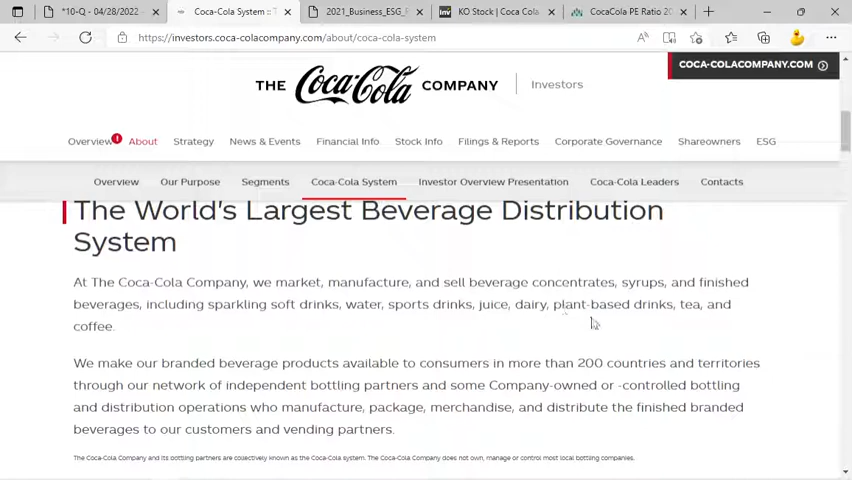 *10-Q - 04/28/2022 -
Coca-Cola System ::
2021_Business_ESG_
KO Stock | Coca Cola
CocaCola PE Ratio 20
https://investors.coca-colacompany.com/about/coca-cola-system
COCA-COLACOMPANY.COM
THE Coca-Cola COMPANY Investors
Overview ! About Strategy News & Events Financial Info Stock Info Filings & Reports Corporate Governance Shareowners ESG
Overview Our Purpose Segments Coca-Cola System Investor Overview Presentation Coca-Cola Leaders Contacts
The World's Largest Beverage Distribution
System
At The Coca-Cola Company, we market, manufacture, and sell beverage concentrates, syrups, and finished
beverages, including sparkling soft drinks, water, sports drinks, juice, dairy, plant-based drinks, tea, and
coffee.
We make our branded beverage products available to consumers in more than 200 countries and territories
through our network of independent bottling partners and some Company-owned or -controlled bottling
and distribution operations who manufacture, package, merchandise, and distribute the finished branded
beverages to our customers and vending partners.
The Coca-Cola Company and its bottling partners are collectively known as the Coca-Cola system. The Coca-Cola Company does not own, manage or control most local bottling companies.